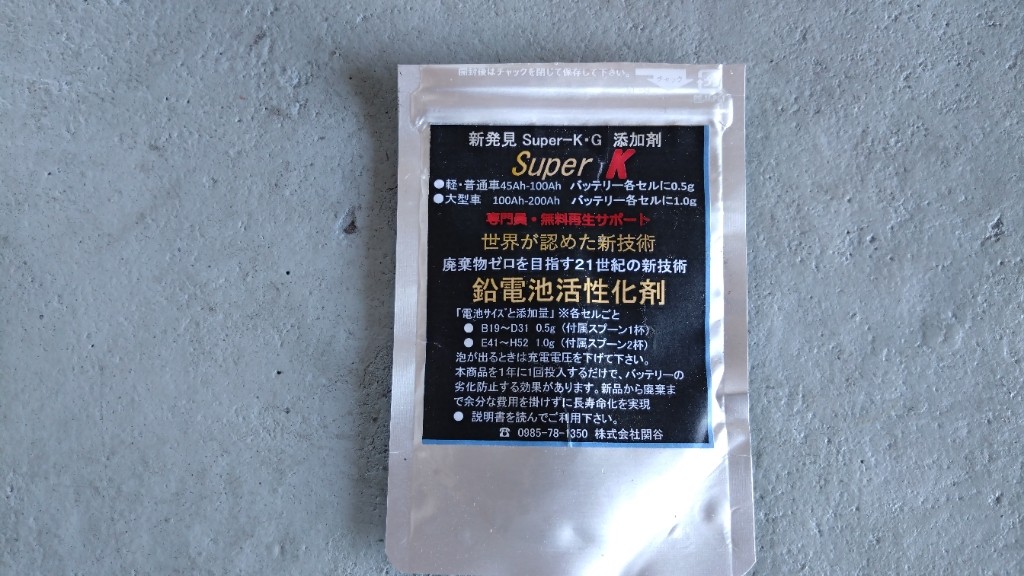 開封後はチャックを閉じて保存して下さい。
新発見 Super-K・G 添加剤
Super K
●軽・普通車45Ah-100Ah バッテリー各セルに0.5g
●大型車 100Ah-200Ah バッテリー各セルに1.0g
専門員・無料再生サポート
世界が認めた新技術
廃棄物ゼロを目指す21世紀の新技術
鉛電池活性化剤
「電池サイズと添加量」※各セルごと
● B19~D31 0.5g (付属スプーン1杯)
● E41~H52 1.0g (付属スプーン2杯)
泡が出るときは充電電圧を下げて下さい。
本商品を1年に1回投入するだけで、バッテリーの
劣化防止する効果があります。新品から廃棄ま
で余分な費用を掛けずに長寿命化を実現
● 説明書を読んでご利用下さい。
☎ 0985-78-1350 株式会社関谷